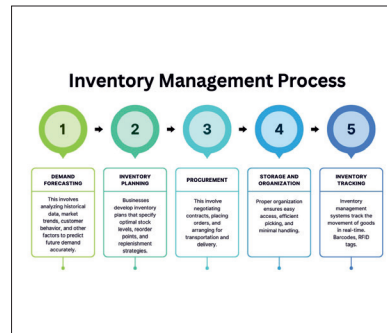 Inventory Management Process
1
2
3
4
5
DEMAND
FORECASTING
This involves
analyzing historical
data, market
trends, customer
behavior, and other
factors to predict
future demand
accurately.
INVENTORY
PLANNING
Businesses
develop inventory
plans that specify
optimal stock
levels, reorder
points, and
replenishment
strategies.
PROCUREMENT
This involve
negotiating
contracts, placing
orders, and
arranging for
transportation and
delivery.
STORAGE AND
ORGANIZATION
Proper organization
ensures easy
access, efficient
picking, and
minimal handling.
INVENTORY
TRACKING
Inventory
management
systems track the
movement of goods
in real-time.
Barcodes, RFID
tags.